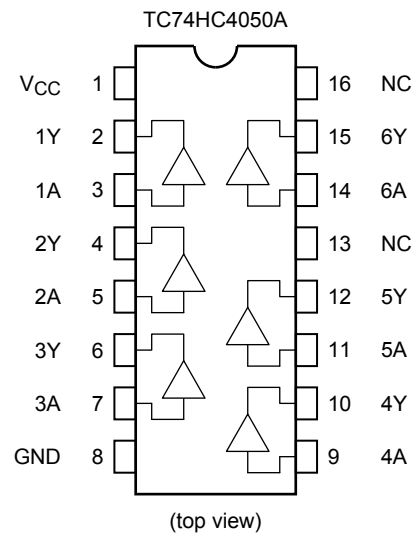 TC74HC4050A
VCC 1 16 NC
1Y 2 15 6Y
1A 3 14 6A
2Y 4 13 NC
2A 5 12 5Y
3Y 6 11 5A
3A 7 10 4Y
GND 8 9 4A
(top view)